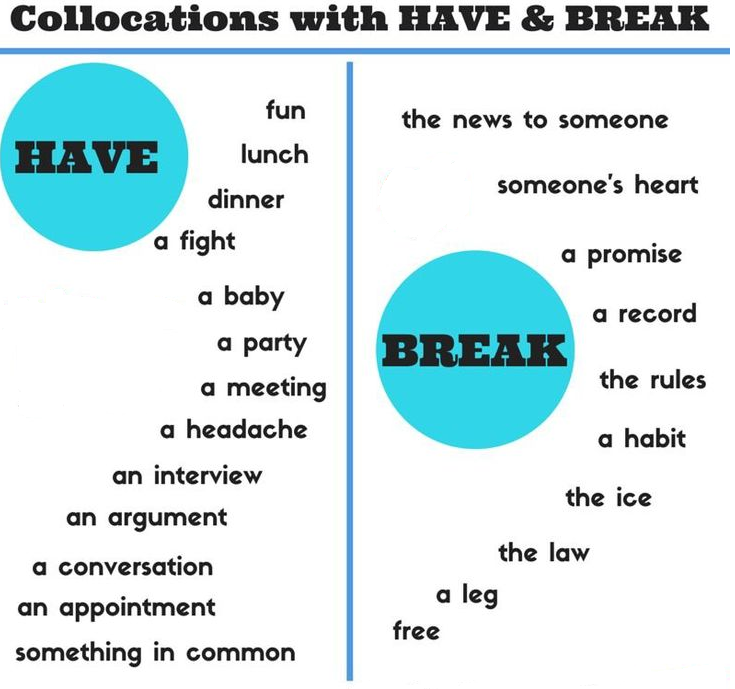 Collocations with HAVE & BREAK
HAVE
fun
lunch
dinner
a fight
a baby
a party
a meeting
a headache
an interview
an argument
a conversation
an appointment
something in common
BREAK
the news to someone
someone's heart
a promise
a record
the rules
a habit
the ice
the law
a leg
free